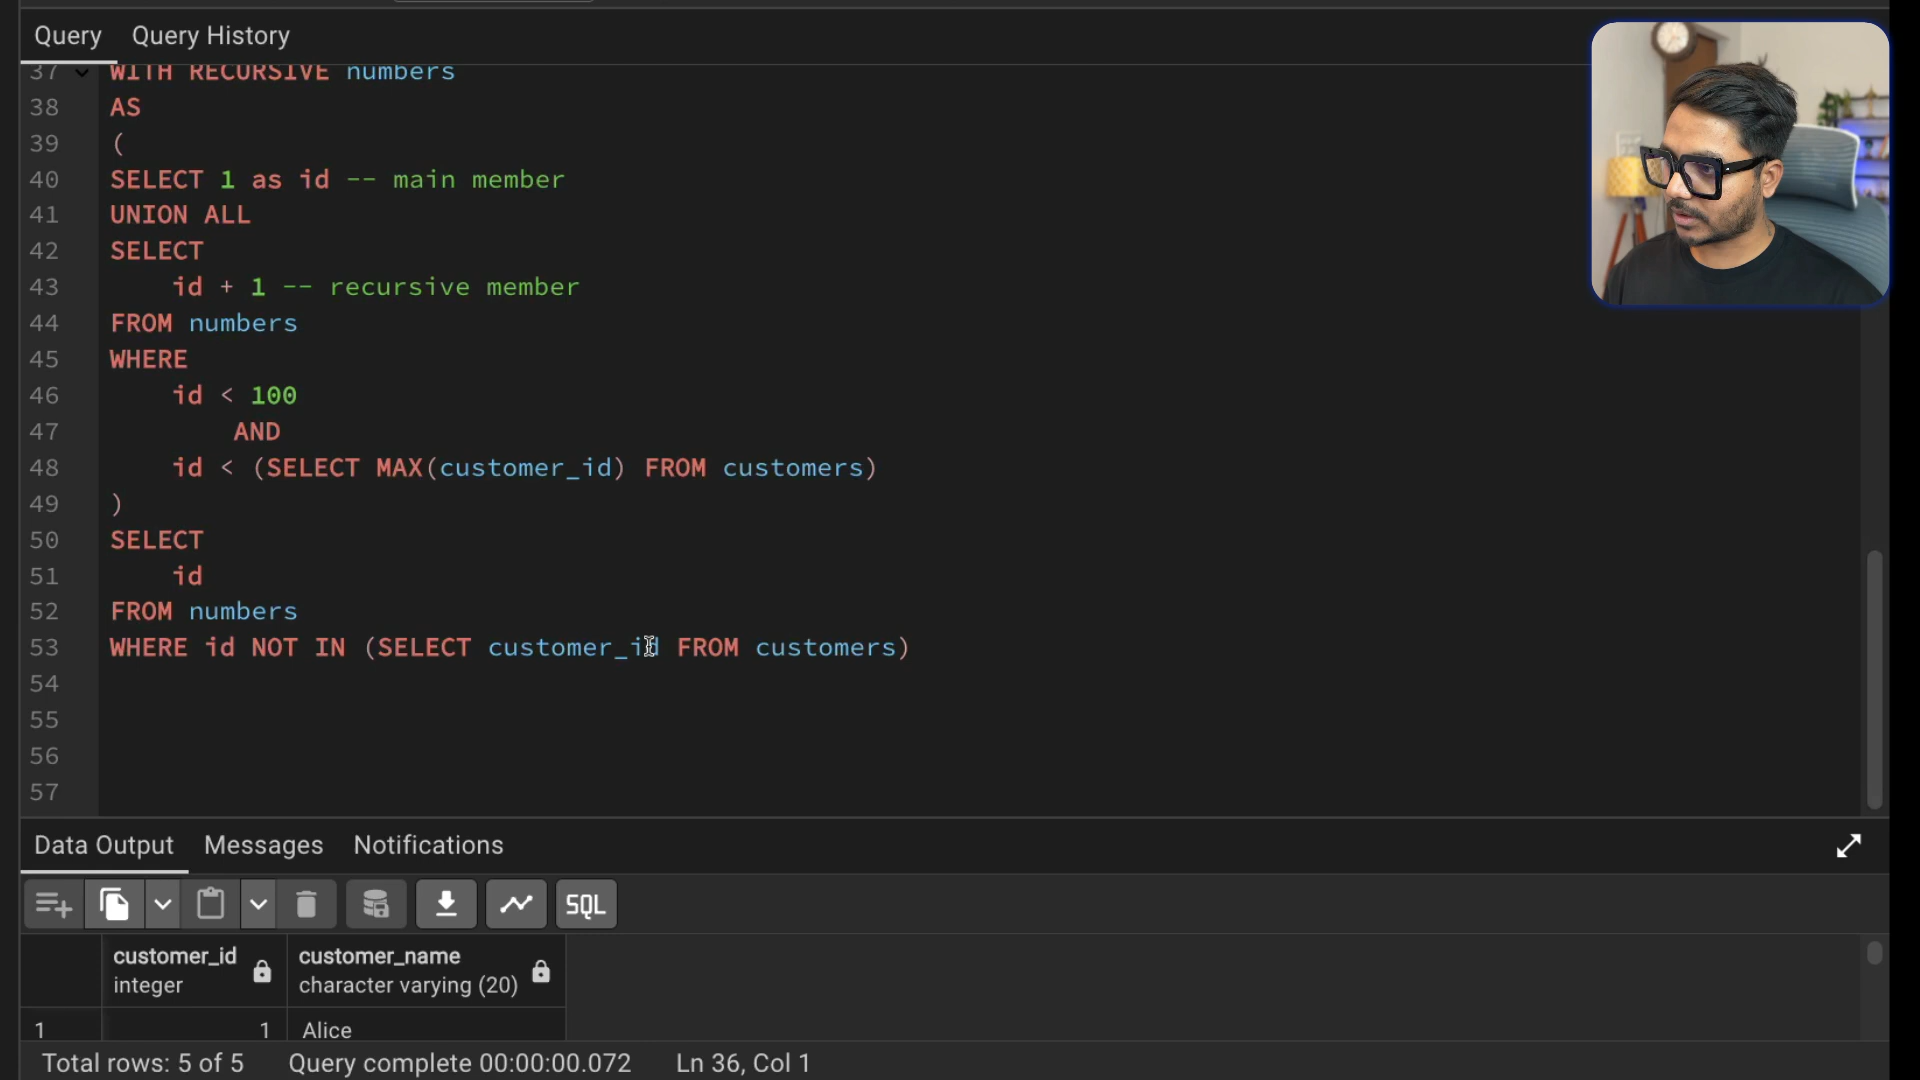 Query Query History
37 WITH RECURSIVE numbers
38 AS
39 (
40 SELECT 1 as id -- main member
41 UNION ALL
42 SELECT
43 id + 1 -- recursive member
44 FROM numbers
45 WHERE
46 id < 100
47 AND
48 id < (SELECT MAX(customer_id) FROM customers)
49 )
50 SELECT
51 id
52 FROM numbers
53 WHERE id NOT IN (SELECT customer_id FROM customers)
54
55
56
57
Data Output Messages Notifications
SQL
customer_id customer_name
integer character varying (20)
1 1 Alice
Total rows: 5 of 5 Query complete 00:00:00.072 Ln 36, Col 1